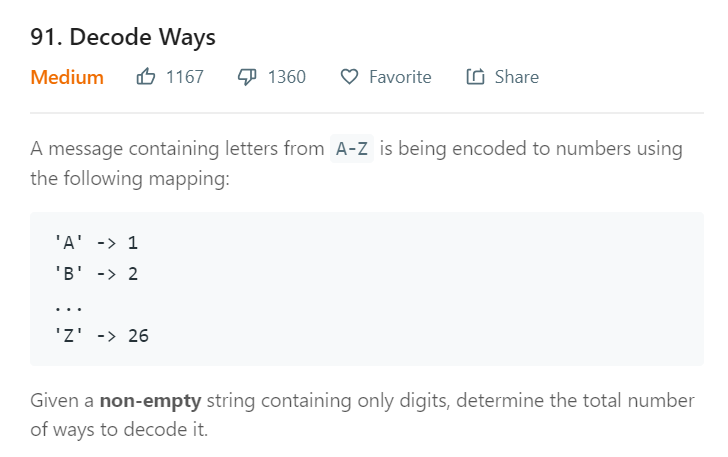 91. Decode Ways
Medium 1167 1360 Favorite Share
A message containing letters from A-Z is being encoded to numbers using
the following mapping:
'A' -> 1
'B' -> 2
...
'Z' -> 26
Given a non-empty string containing only digits, determine the total number
of ways to decode it.